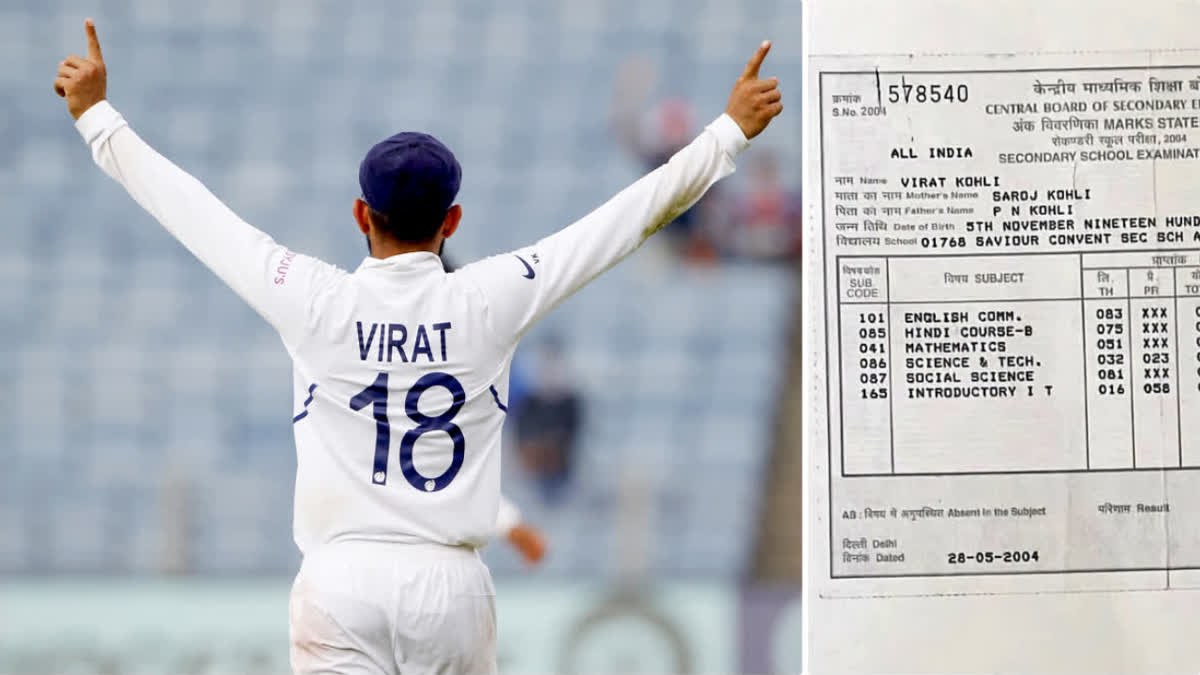 BYJU'S
VK
VIRAT
18
क्रमांक 578540
S.No. 2004
केन्द्रीय माध्यमिक शिक्षा
CENTRAL BOARD OF SECONDARY
अंक विवरणिका MARKS STATE
सेकण्डरी स्कूल परीक्षा, 2004
ALL INDIA SECONDARY SCHOOL EXAMINAT
नाम Name VIRAT KOHLI
माता का नाम Mother's Name SAROJ KOHLI
पिता का नाम Father's Name P N KOHLI
जन्म तिथि Date of Birth 5TH NOVEMBER NINETEEN HUND
विद्यालय School 01768 SAVIOUR CONVENT SEC SCH A
विषय कोड विषय SUBJECT प्राप्तांक
SUB. CODE लि. TH प्रै. PR
101 ENGLISH COMM. 083 XXX
085 HINDI COURSE-B 075 XXX
041 MATHEMATICS 051 XXX
086 SCIENCE & TECH. 032 023
087 SOCIAL SCIENCE 081 XXX
165 INTRODUCTORY I T 016 058
AB : विषय में अनुपस्थित Absent in the Subject परिणाम Result
दिल्ली Delhi
दिनांक Dated 28-05-2004